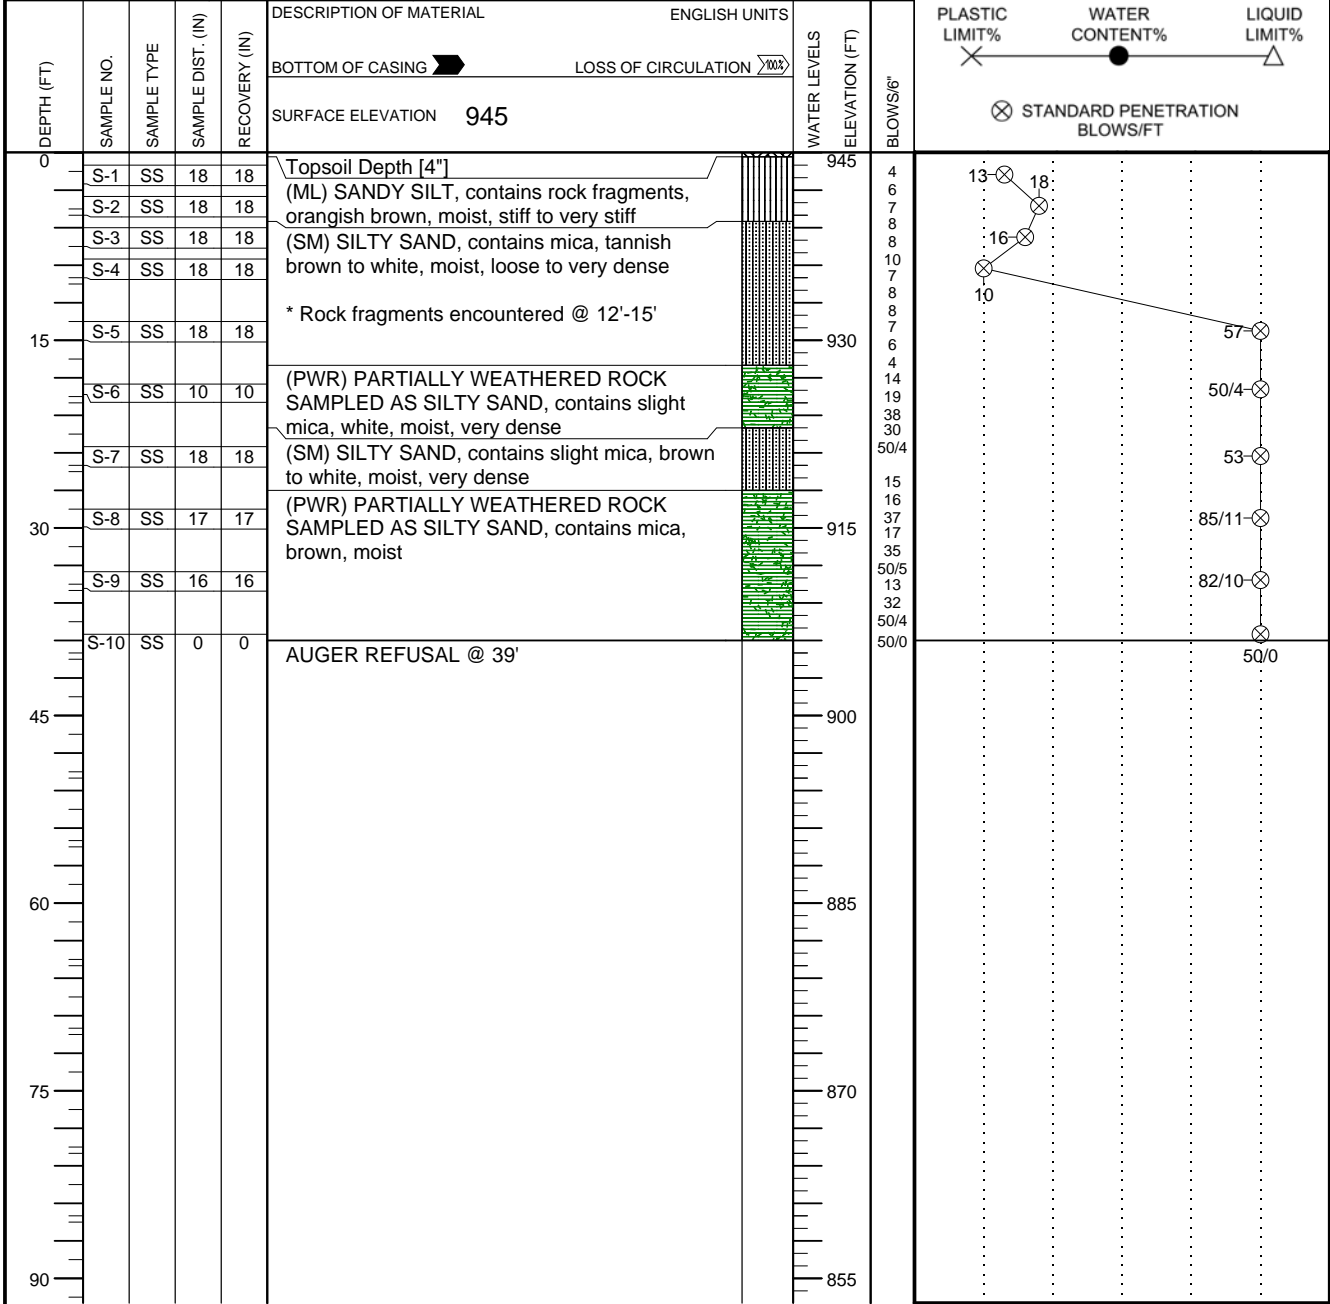 DEPTH (FT)
SAMPLE NO.
SAMPLE TYPE
SAMPLE DIST. (IN)
RECOVERY (IN)
DESCRIPTION OF MATERIAL ENGLISH UNITS
BOTTOM OF CASING LOSS OF CIRCULATION 100%
SURFACE ELEVATION 945
WATER LEVELS
ELEVATION (FT)
BLOWS/6"
PLASTIC LIMIT%
WATER CONTENT%
LIQUID LIMIT%
STANDARD PENETRATION
BLOWS/FT
0
15
30
45
60
75
90
S-1 SS 18 18
S-2 SS 18 18
S-3 SS 18 18
S-4 SS 18 18
S-5 SS 18 18
S-6 SS 10 10
S-7 SS 18 18
S-8 SS 17 17
S-9 SS 16 16
S-10 SS 0 0
Topsoil Depth [4"]
(ML) SANDY SILT, contains rock fragments,
orangish brown, moist, stiff to very stiff
(SM) SILTY SAND, contains mica, tannish
brown to white, moist, loose to very dense
* Rock fragments encountered @ 12'-15'
(PWR) PARTIALLY WEATHERED ROCK
SAMPLED AS SILTY SAND, contains slight
mica, white, moist, very dense
(SM) SILTY SAND, contains slight mica, brown
to white, moist, very dense
(PWR) PARTIALLY WEATHERED ROCK
SAMPLED AS SILTY SAND, contains mica,
brown, moist
AUGER REFUSAL @ 39'
945
930
915
900
885
870
855
4
6
7
8
8
10
7
8
8
7
6
4
14
19
38
30
50/4
15
16
37
17
35
50/5
13
32
50/4
50/0
13
18
16
10
57
50/4
53
85/11
82/10
50/0